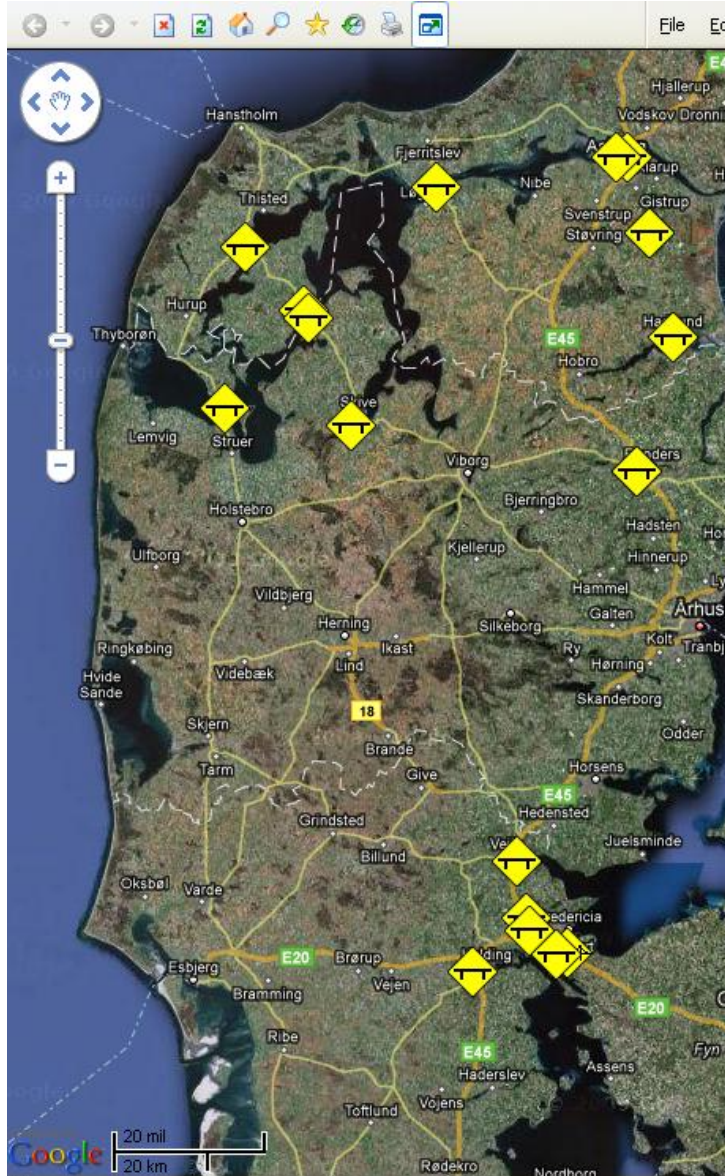 File
Hjallerup
Hanstholm
Vodskov
Fjerritslev
Nibe
Klarup
Gistrup
Svenstrup
Støvring
Thisted
Hurup
Thyborøn
E45
Hobro
Lemvig
Struer
Skive
Viborg
Bjerringbro
Holstebro
Hadsten
Hinnerup
Ulfborg
Kjellerup
Hammel
Vildbjerg
Århus
Galten
Silkeborg
Herning
Ikast
Kolt
Ringkøbing
Videbæk
Lind
Ry
Hørning
Hvide
Sande
Skanderborg
18
Skjern
Odder
Brande
Tarm
Give
Horsens
E45
Hedensted
Grindsted
Billund
Juelsminde
Oksbøl
Varde
E20
Brørup
Esbjerg
Vejen
Bramming
E20
Ribe
E45
Fyn
Haderslev
Assens
Vojens
Toftlund
Google
20 mil
20 km
Rødekro
Nordborg